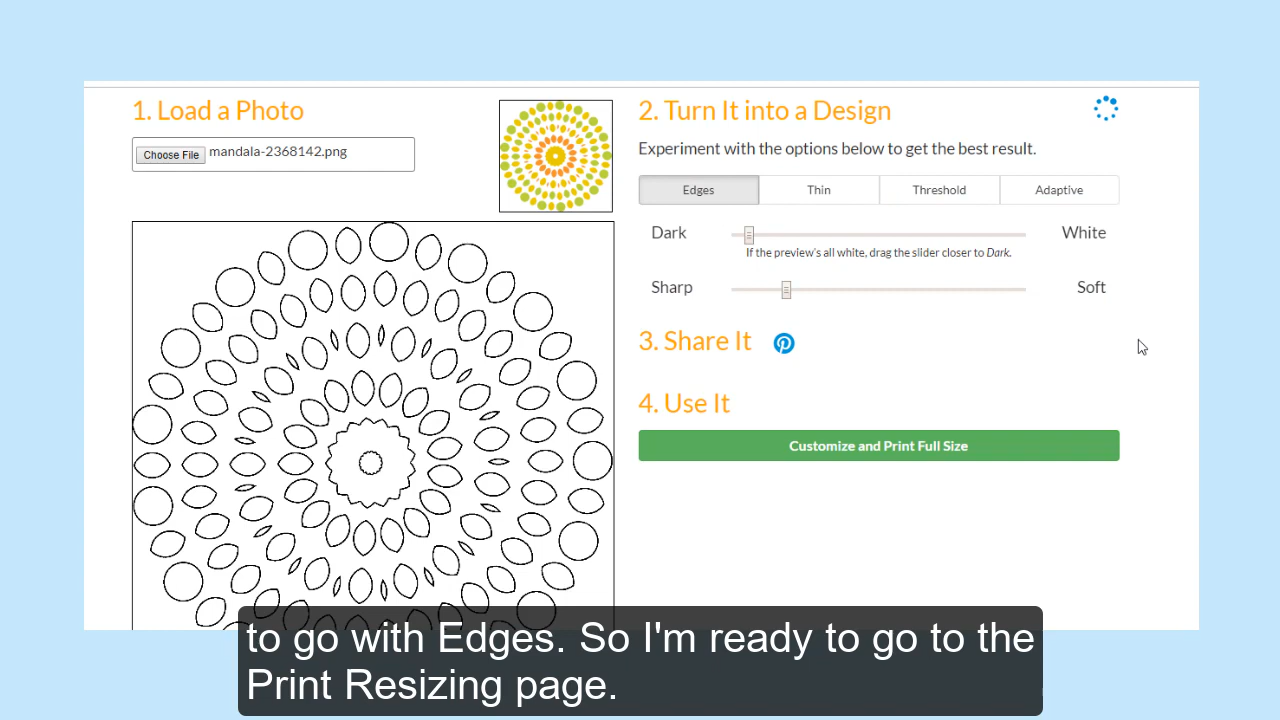 1. Load a Photo
Choose File mandala-2368142.png
2. Turn It into a Design
Experiment with the options below to get the best result.
Edges Thin Threshold Adaptive
Dark White
If the preview's all white, drag the slider closer to Dark.
Sharp Soft
3. Share It
4. Use It
Customize and Print Full Size
to go with Edges. So I'm ready to go to the
Print Resizing page.